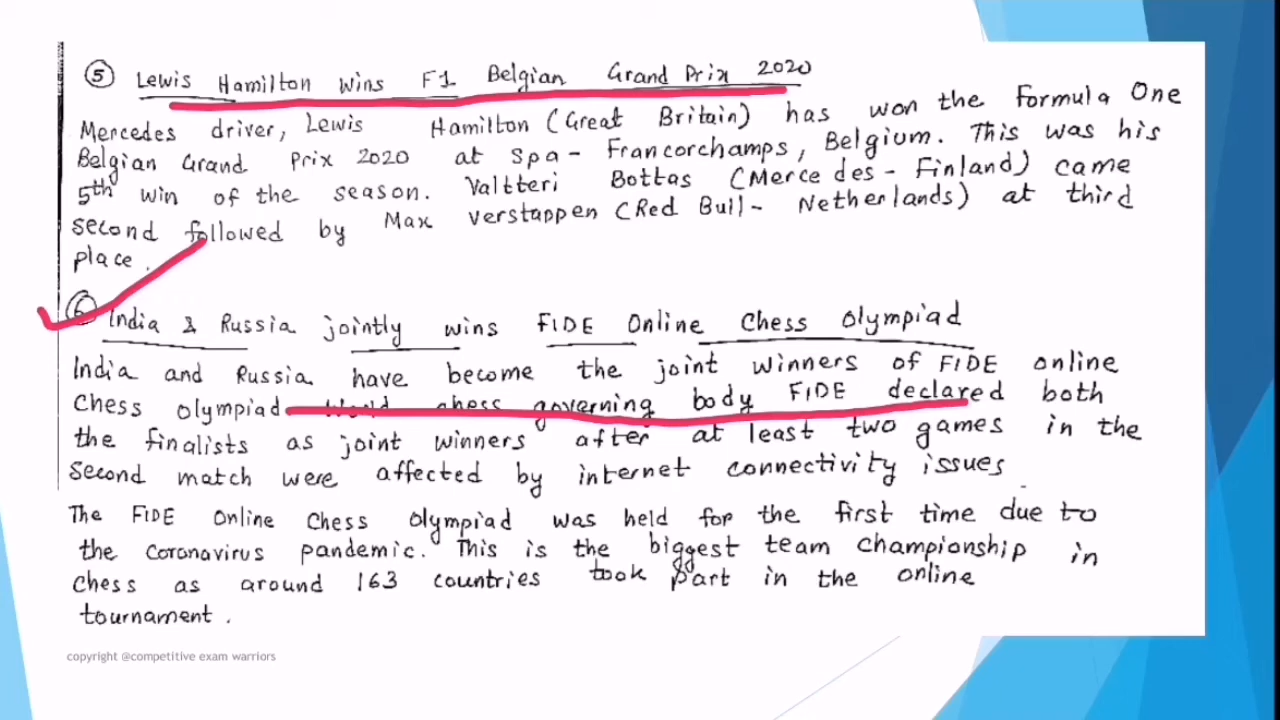 5 Lewis Hamilton wins F1 Belgian Grand Prix 2020
Mercedes driver, Lewis Hamilton (Great Britain) has won the Formula One
Belgian Grand Prix 2020 at Spa-Francorchamps, Belgium. This was his
5th win of the season. Valtteri Bottas (Mercedes-Finland) came
second followed by Max Verstappen (Red Bull-Netherlands) at third
place.
6 India & Russia jointly wins FIDE Online Chess Olympiad
India and Russia have become the joint winners of FIDE online
Chess olympiad World chess governing body FIDE declared both
the finalists as joint winners after at least two games in the
second match were affected by internet connectivity issues
The FIDE Online Chess Olympiad was held for the first time due to
the coronavirus pandemic. This is the biggest team championship in
chess as around 163 countries took part in the online
tournament.
copyright @competitive exam warriors